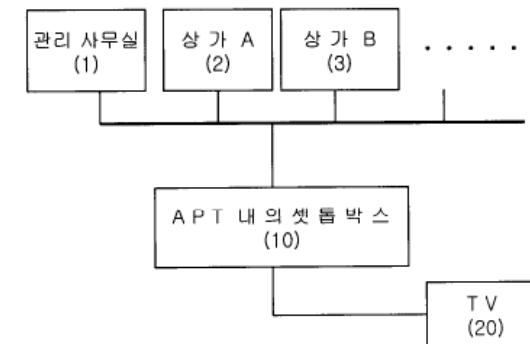 관리 사무실
(1)
상 가 A
(2)
상 가 B
(3)
. . . . .
A P T 내 의 셋 톱 박 스
(10)
T V
(20)